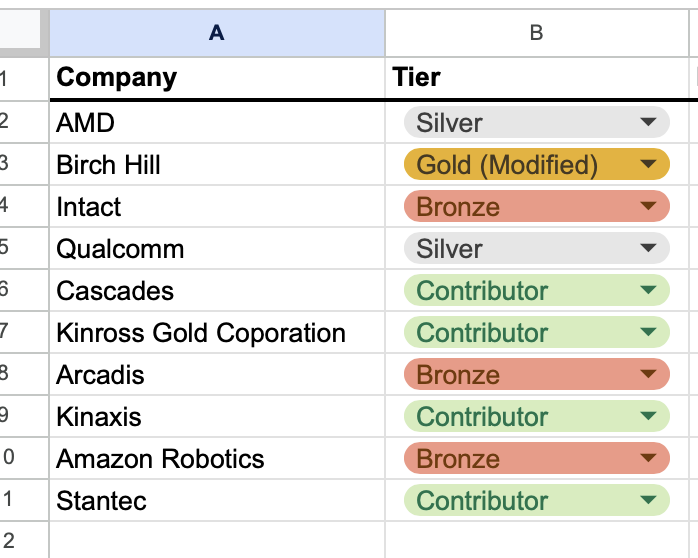 A B
1 Company Tier
2 AMD Silver
3 Birch Hill Gold (Modified)
4 Intact Bronze
5 Qualcomm Silver
6 Cascades Contributor
7 Kinross Gold Coporation Contributor
8 Arcadis Bronze
9 Kinaxis Contributor
0 Amazon Robotics Bronze
1 Stantec Contributor
2